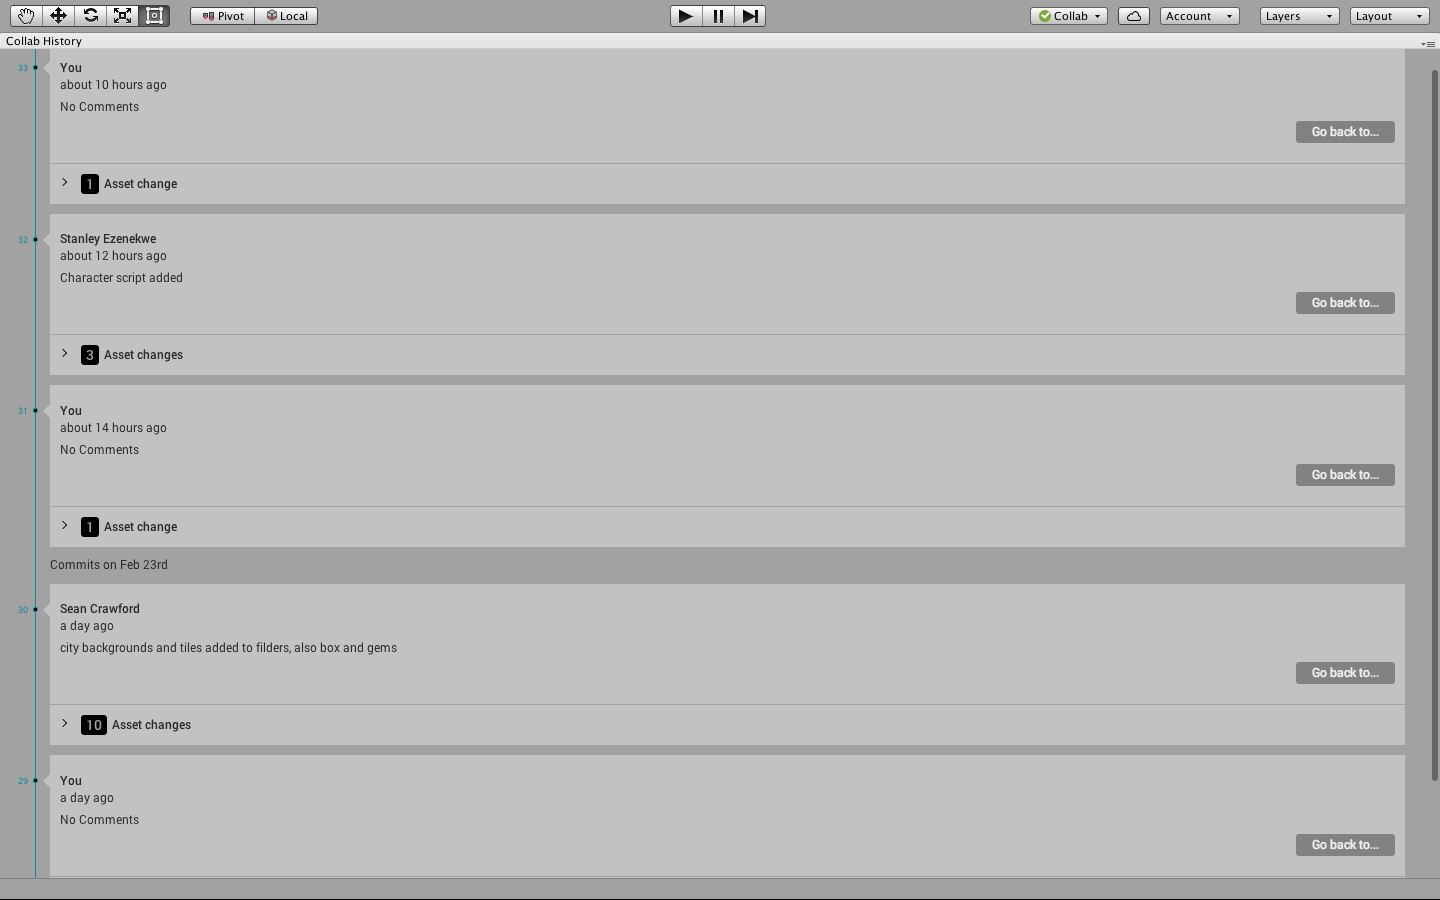 Pivot Local Collab Account Layers Layout
Collab History
33
You
about 10 hours ago
No Comments
Go back to...
1 Asset change
32
Stanley Ezenekwe
about 12 hours ago
Character script added
Go back to...
3 Asset changes
31
You
about 14 hours ago
No Comments
Go back to...
1 Asset change
Commits on Feb 23rd
30
Sean Crawford
a day ago
city backgrounds and tiles added to filders, also box and gems
Go back to...
10 Asset changes
29
You
a day ago
No Comments
Go back to...